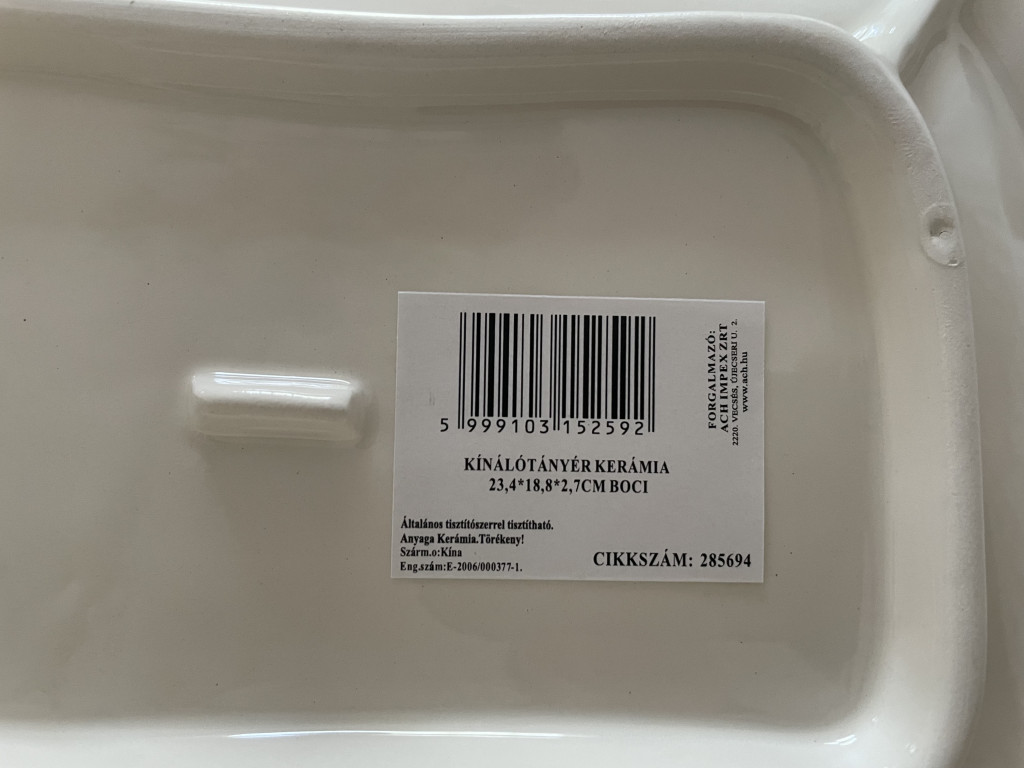 5 999103 152592
KÍNÁLÓTÁNYÉR KERÁMIA
23,4*18,8*2,7CM BOCI
Általános tisztítószerrel tisztítható.
Anyaga Kerámia.Törékeny!
Szárm.o:Kína
Eng.szám:E-2006/000377-1.
CIKKSZÁM: 285694
FORGALMAZÓ:
ACH IMPEX ZRT
2220. VECSÉS, ÚJECSERI U. 2.
www.ach.hu